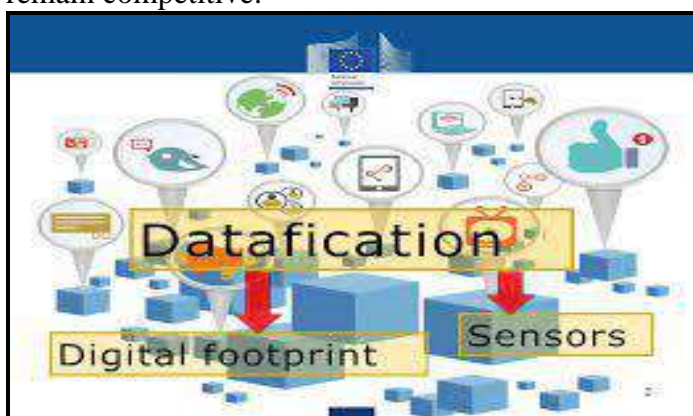 remain competitive.
Datafication
Digital footprint
Sensors